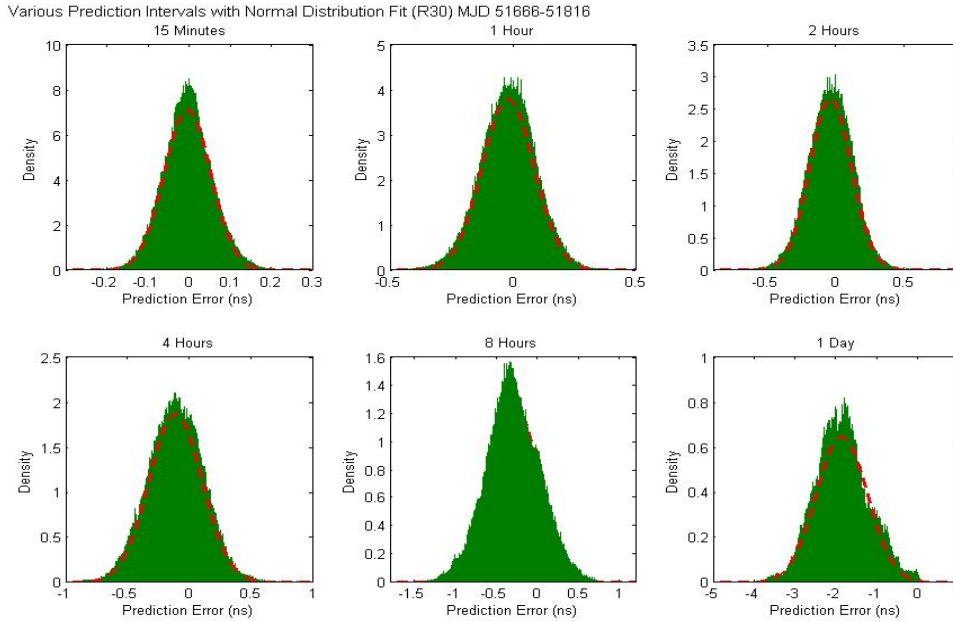 Various Prediction Intervals with Normal Distribution Fit (R30) MJD 51666-51816
15 Minutes
10
8
6
4
2
0
Density
-0.2 -0.1 0 0.1 0.2 0.3
Prediction Error (ns)
1 Hour
5
4
3
2
1
0
Density
-0.5 0 0.5
Prediction Error (ns)
2 Hours
3.5
3
2.5
2
1.5
1
0.5
0
Density
-0.5 0 0.5
Prediction Error (ns)
4 Hours
2.5
2
1.5
1
0.5
0
Density
-1 -0.5 0 0.5 1
Prediction Error (ns)
8 Hours
1.6
1.4
1.2
1
0.8
0.6
0.4
0.2
0
Density
-1.5 -1 -0.5 0 0.5 1
Prediction Error (ns)
1 Day
1
0.8
0.6
0.4
0.2
0
Density
-5 -4 -3 -2 -1 0
Prediction Error (ns)